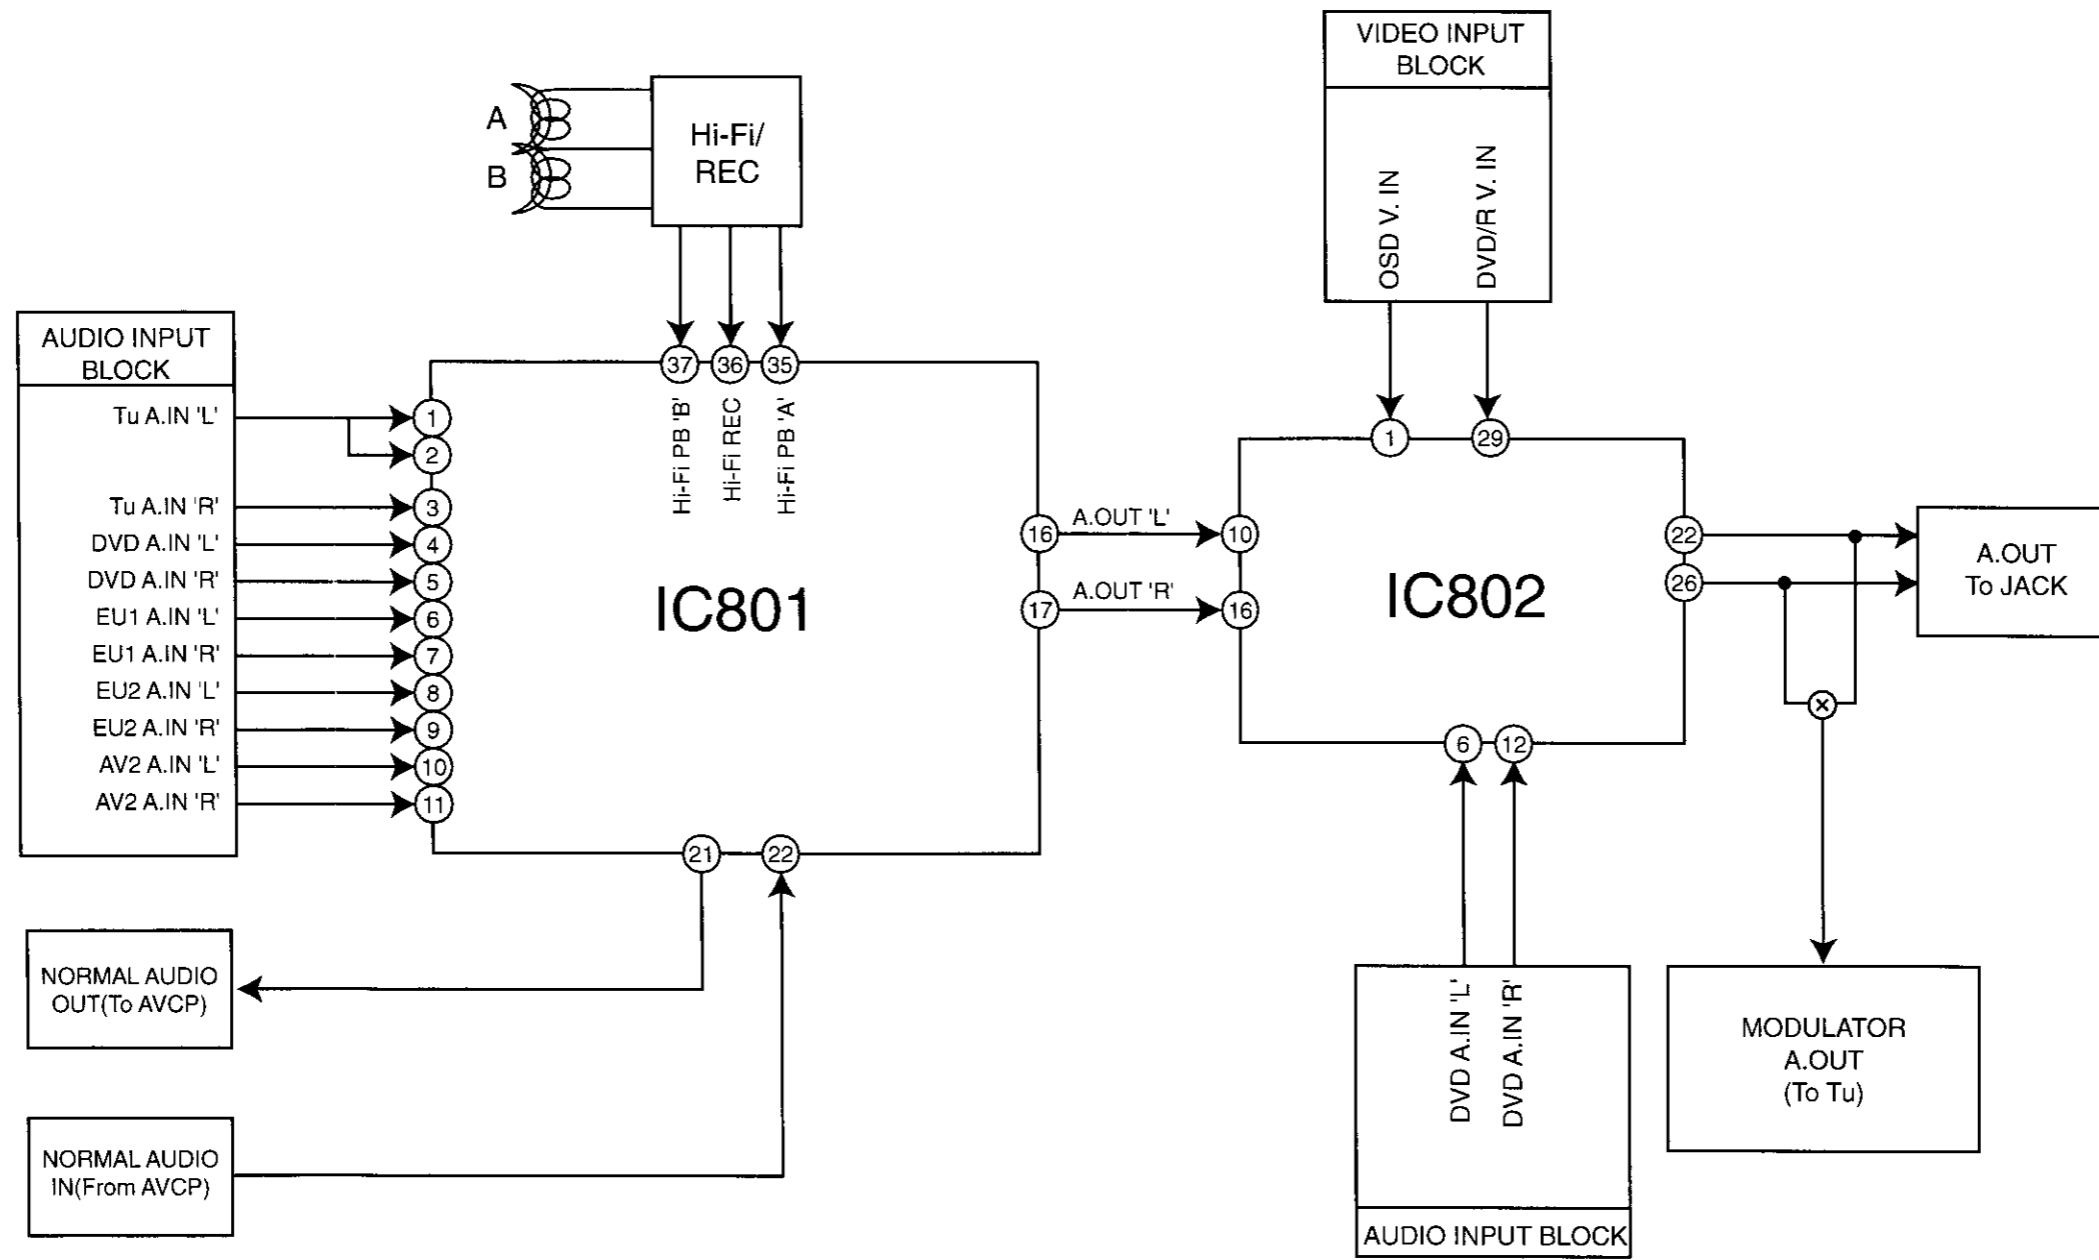 VIDEO INPUT
BLOCK
OSD V. IN
DVD/R V. IN
A
B
Hi-Fi/
REC
AUDIO INPUT
BLOCK
Tu A.IN 'L'
Tu A.IN 'R'
DVD A.IN 'L'
DVD A.IN 'R'
EU1 A.IN 'L'
EU1 A.IN 'R'
EU2 A.IN 'L'
EU2 A.IN 'R'
AV2 A.IN 'L'
AV2 A.IN 'R'
1
2
3
4
5
6
7
8
9
10
11
37
36
35
Hi-Fi PB 'B'
Hi-Fi REC
Hi-Fi PB 'A'
IC801
16
17
21
22
A.OUT 'L'
A.OUT 'R'
10
16
1
29
IC802
22
26
6
12
A.OUT
To JACK
NORMAL AUDIO
OUT(To AVCP)
NORMAL AUDIO
IN(From AVCP)
DVD A.IN 'L'
DVD A.IN 'R'
AUDIO INPUT BLOCK
MODULATOR
A.OUT
(To Tu)